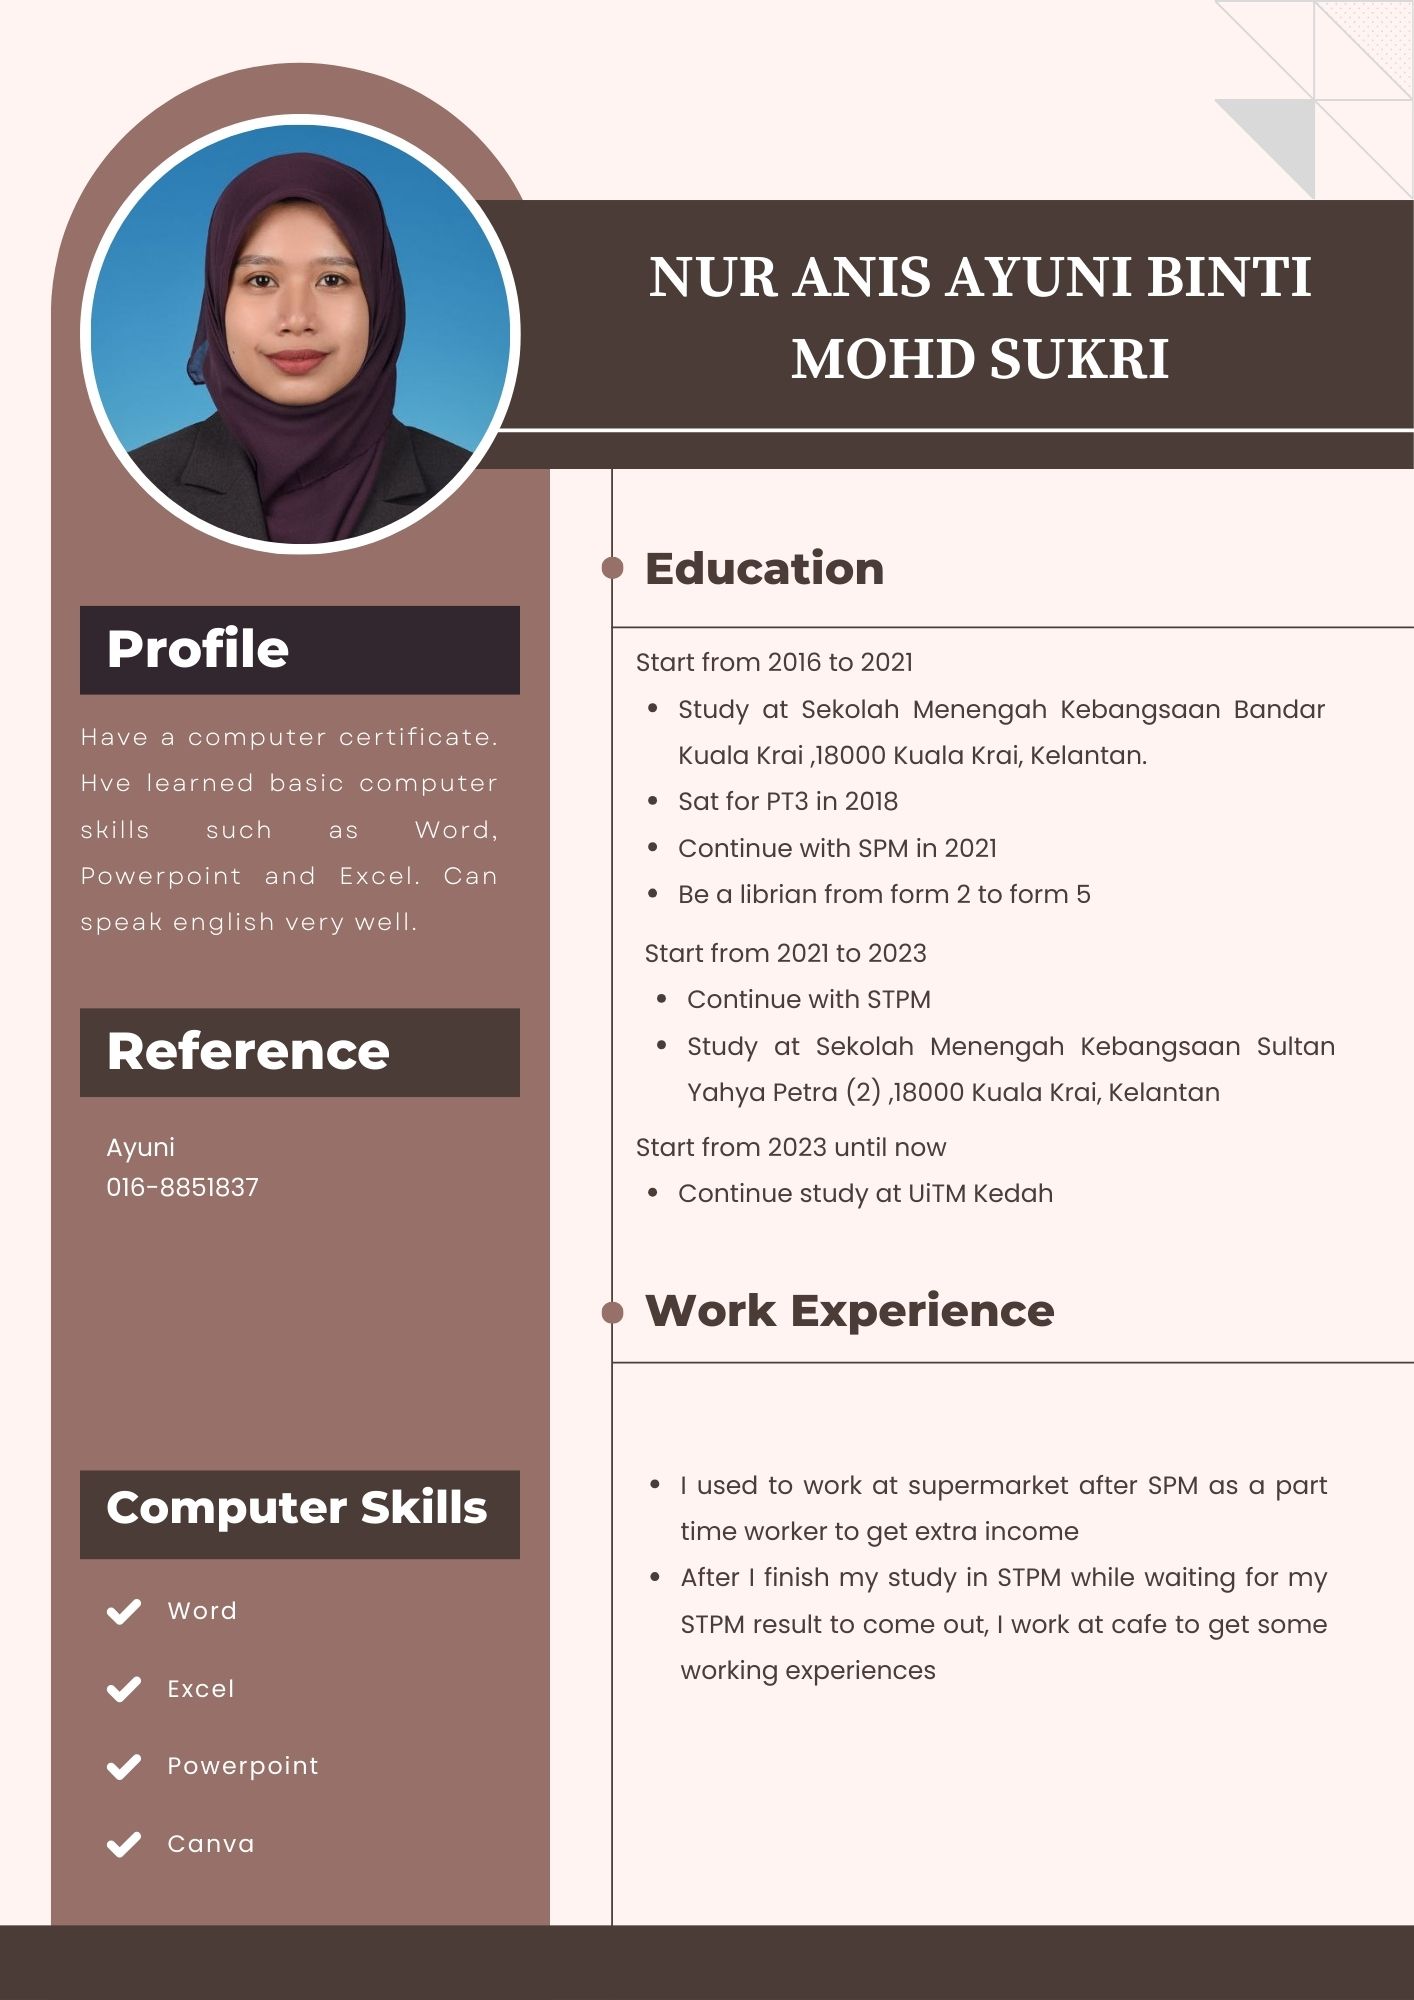 NUR ANIS AYUNI BINTI
MOHD SUKRI
Profile
Have a computer certificate.
Hve learned basic computer
skills such as Word,
Powerpoint and Excel. Can
speak english very well.
Reference
Ayuni
016-8851837
Computer Skills
Word
Excel
Powerpoint
Canva
Education
Start from 2016 to 2021
• Study at Sekolah Menengah Kebangsaan Bandar
Kuala Krai ,18000 Kuala Krai, Kelantan.
• Sat for PT3 in 2018
• Continue with SPM in 2021
• Be a librian from form 2 to form 5
Start from 2021 to 2023
• Continue with STPM
• Study at Sekolah Menengah Kebangsaan Sultan
Yahya Petra (2) ,18000 Kuala Krai, Kelantan
Start from 2023 until now
• Continue study at UiTM Kedah
Work Experience
• I used to work at supermarket after SPM as a part
time worker to get extra income
• After I finish my study in STPM while waiting for my
STPM result to come out, I work at cafe to get some
working experiences